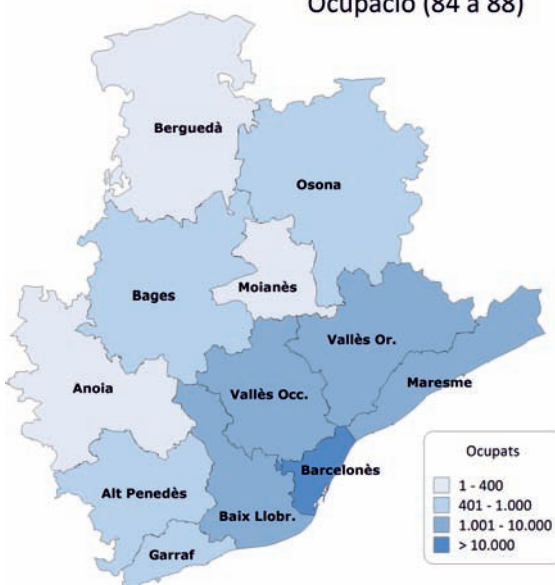 Ocupació (84 a 88)
Berguedà
Osona
Moianès
Bages
Vallès Or.
Maresme
Anoia
Vallès Occ.
Barcelonès
Alt Penedès
Baix Llobr.
Garraf
Ocupats
1 - 400
401 - 1.000
1.001 - 10.000
> 10.000